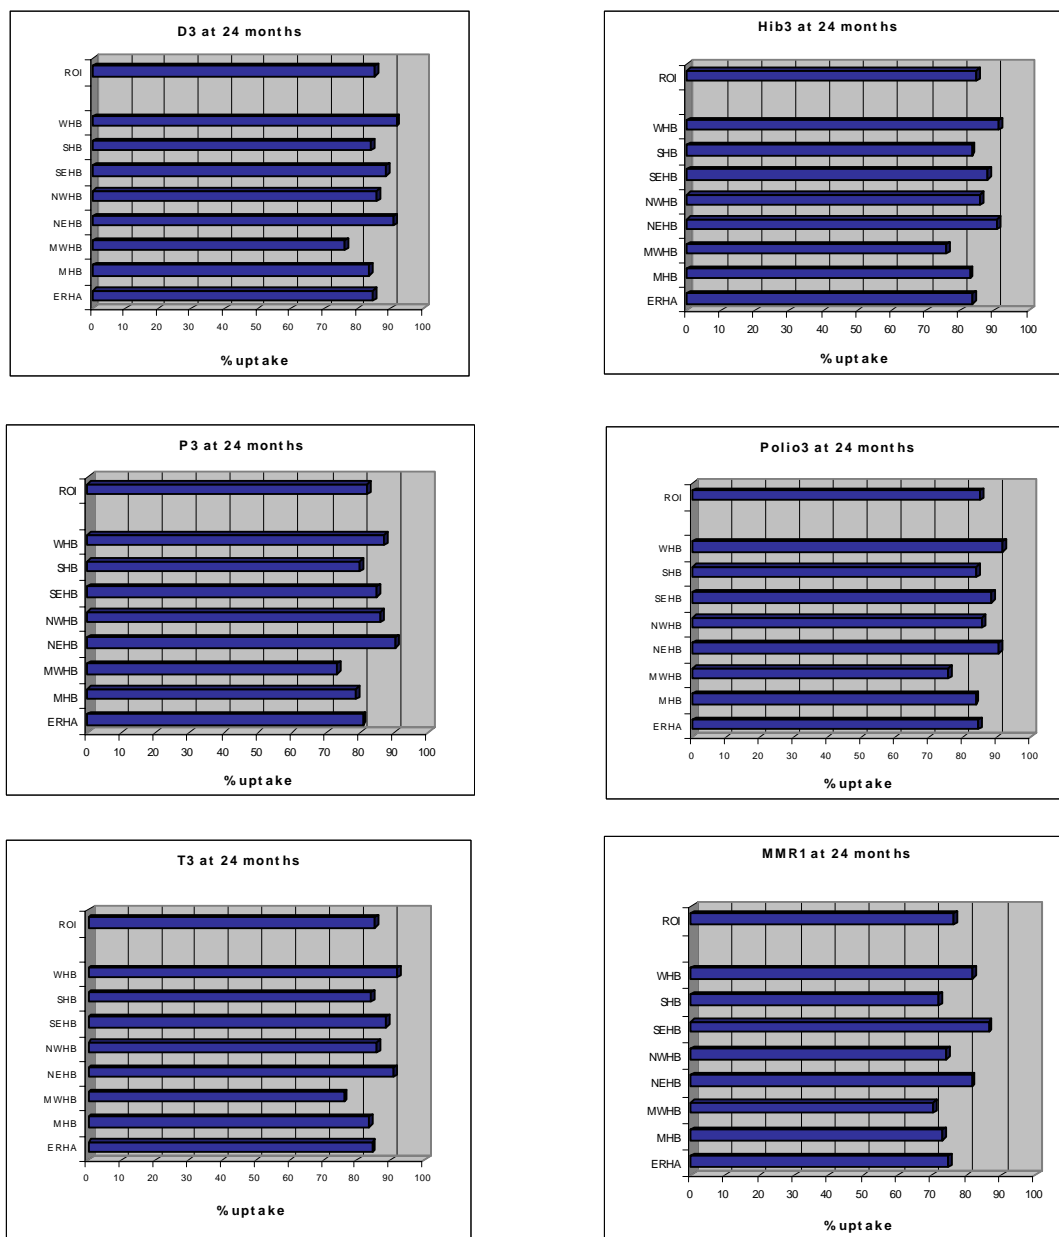 D3 at 24 months
ROI
WHB
SHB
SEHB
NWHB
NEHB
MWHB
MHB
ERHA
0 10 20 30 40 50 60 70 80 90 100
% uptake
Hib3 at 24 months
ROI
WHB
SHB
SEHB
NWHB
NEHB
MWHB
MHB
ERHA
0 10 20 30 40 50 60 70 80 90 100
% uptake
P3 at 24 months
ROI
WHB
SHB
SEHB
NWHB
NEHB
MWHB
MHB
ERHA
0 10 20 30 40 50 60 70 80 90 100
% uptake
Polio3 at 24 months
ROI
WHB
SHB
SEHB
NWHB
NEHB
MWHB
MHB
ERHA
0 10 20 30 40 50 60 70 80 90 100
% uptake
T3 at 24 months
ROI
WHB
SHB
SEHB
NWHB
NEHB
MWHB
MHB
ERHA
0 10 20 30 40 50 60 70 80 90 100
% uptake
MMR1 at 24 months
ROI
WHB
SHB
SEHB
NWHB
NEHB
MWHB
MHB
ERHA
0 10 20 30 40 50 60 70 80 90 100
% uptake